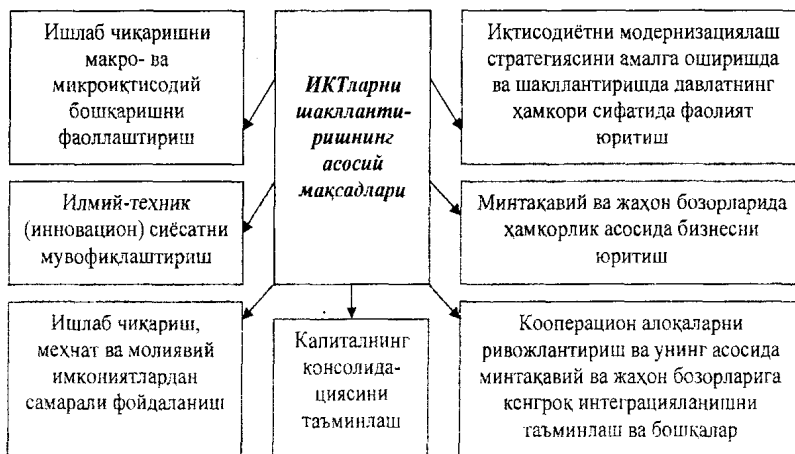 Ишлаб чиқаришни
макро- ва
микроиқтисодий
бошқаришни
фаоллаштириш
ИКТларни
шакллантиришнинг
асосий
мақсадлари
Иқтисодиётни модернизациялаш
стратегиясини амалга оширишда
ва шакллантиришда давлатнинг
ҳамкори сифатида фаолият
юритиш
Илмий-техник
(инновацион) сиёсатни
мувофиқлаштириш
Минтақавий ва жаҳон бозорларида
ҳамкорлик асосида бизнесни
юритиш
Ишлаб чиқариш,
меҳнат ва молиявий
имкониятлардан
самарали фойдаланиш
Капиталнинг
консолида-
циясини
таъминлаш
Кооперацион алоқаларни
ривожлантириш ва унинг асосида
минтақавий ва жаҳон бозорларига
кенгроқ интеграцияланишни
таъминлаш ва бошқалар